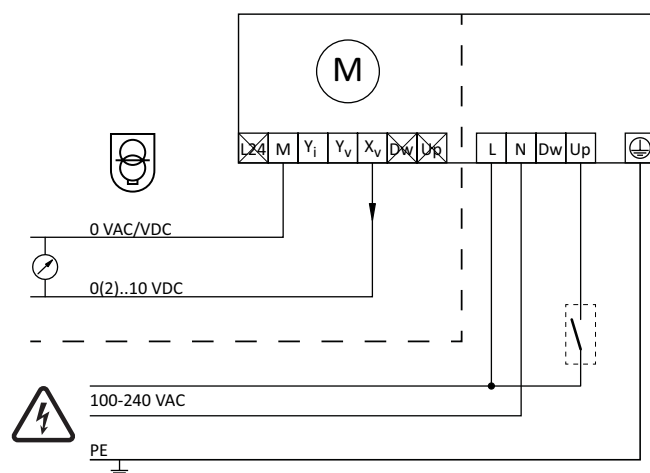 M
L24 M Yi Yv Xv Dw Up L N Dw Up
0 VAC/VDC
0(2)..10 VDC
100-240 VAC
PE